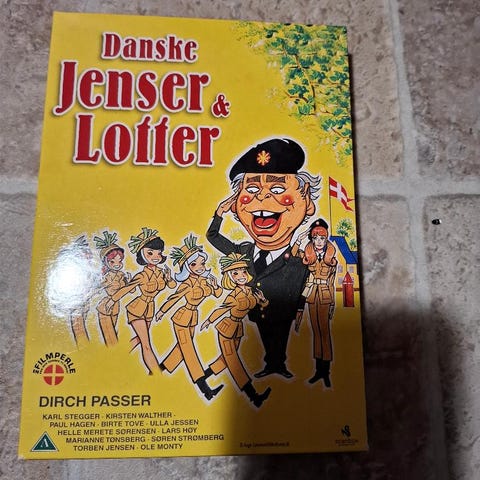 Danske
Jenser &
Lotter
FILMPERLE
DIRCH PASSER
KARL STEGGER · KIRSTEN WALTHER ·
PAUL HAGEN · BIRTE TOVE · ULLA JESSEN
HELLE MERETE SØRENSEN · LARS HØY
MARIANNE TØNSBERG · SØREN STRØMBERG
TORBEN JENSEN · OLE MONTY
A
scanbox